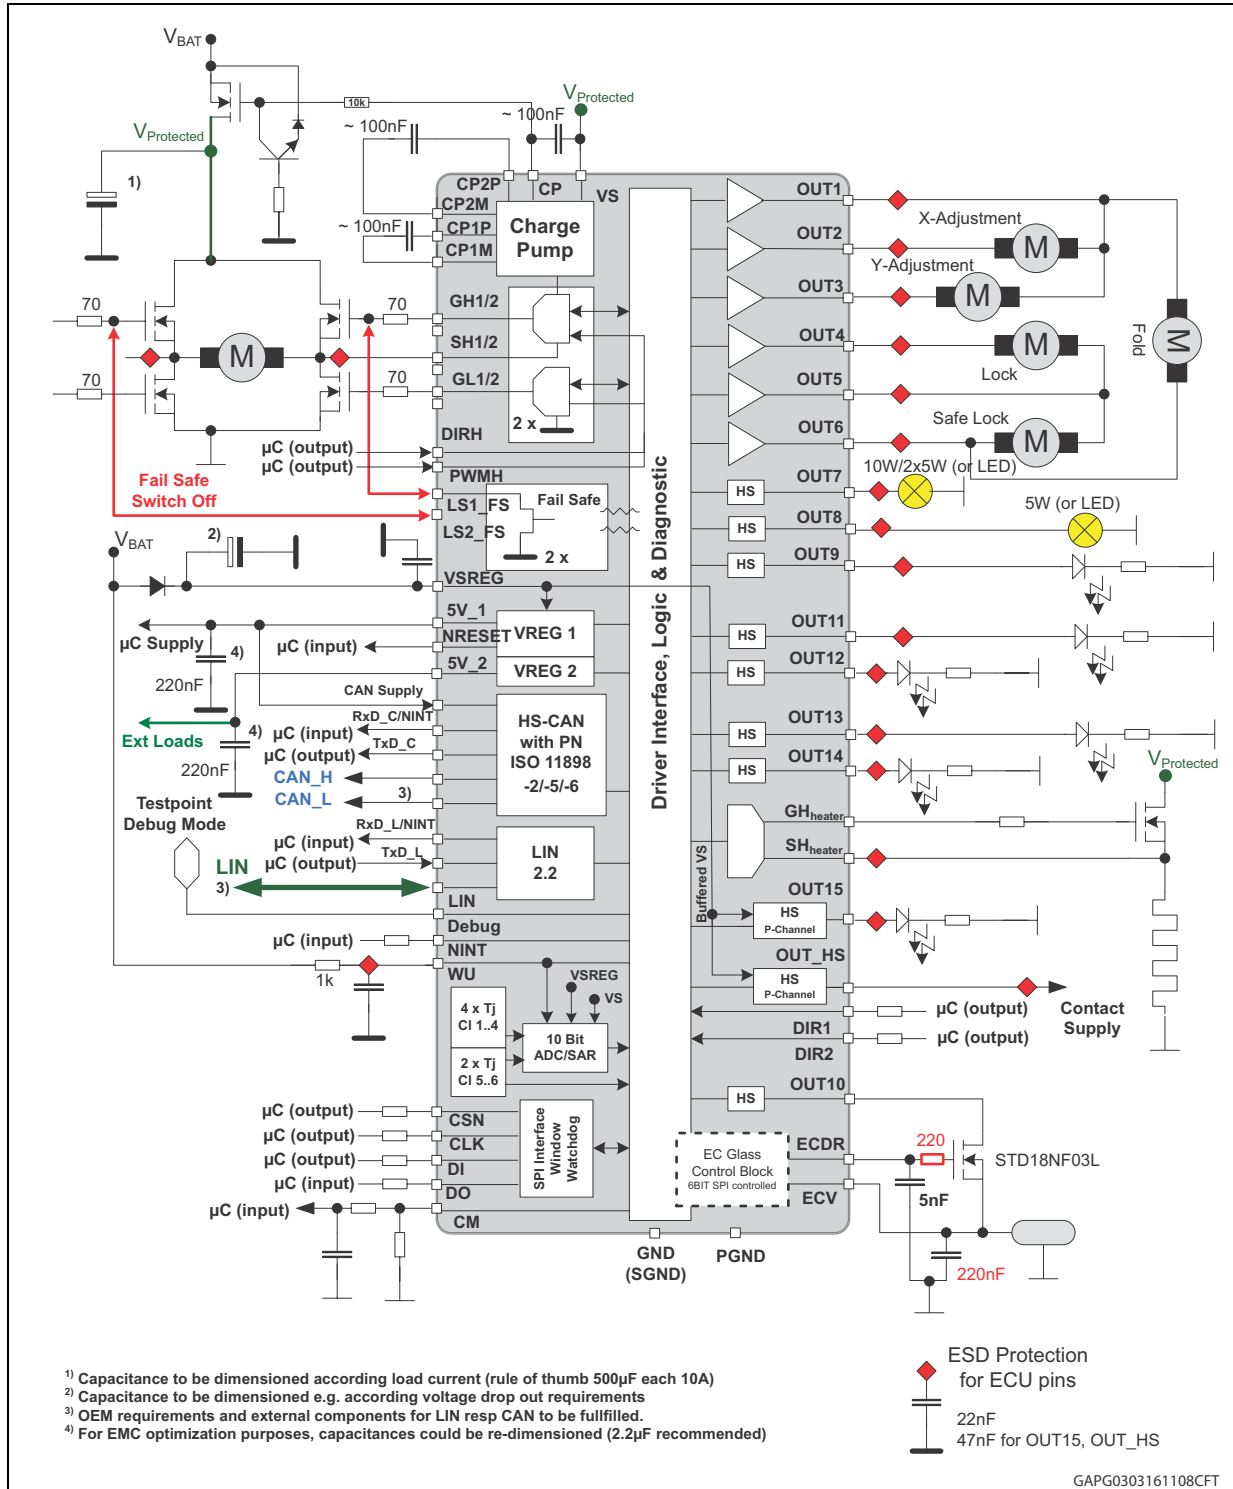 VBAT
10k
VProtected
~ 100nF
~ 100nF
VProtected
1)
CP2P
CP
VS
CP2M
CP1P
~ 100nF
CP1M
Charge
Pump
OUT1
X-Adjustment
OUT2
M
Y-Adjustment
OUT3
M
70
70
GH1/2
M
SH1/2
OUT4
M
Fold
M
Lock
70
70
GL1/2
OUT5
2 x
OUT6
Safe Lock
M
DIRH
µC (output)
µC (output)
PWMH
10W/2x5W (or LED)
OUT7
HS
Fail Safe
Switch Off
LS1_FS
LS2_FS
Fail Safe
2 x
5W (or LED)
OUT8
HS
VBAT
2)
OUT9
HS
VSREG
Driver Interface, Logic & Diagnostic
5V_1
µC Supply
NRESET
µC (input)
VREG 1
OUT11
HS
4)
5V_2
VREG 2
OUT12
HS
220nF
CAN Supply
RxD_C/NINT
µC (input)
TxD_C
µC (output)
HS-CAN
with PN
ISO 11898
-2/-5/-6
OUT13
HS
Ext Loads
4)
220nF
OUT14
HS
VProtected
CAN_H
CAN_L
3)
Testpoint
Debug Mode
GHheater
RxD_L/NINT
µC (input)
TxD_L
µC (output)
LIN
2.2
SHheater
LIN
3)
Buffered VS
OUT15
LIN
HS
P-Channel
Debug
µC (input)
NINT
OUT_HS
1k
WU
VSREG
VS
HS
P-Channel
Contact
Supply
4 x Tj
Cl 1..4
10 Bit
ADC/SAR
µC (output)
DIR1
µC (output)
DIR2
2 x Tj
Cl 5..6
OUT10
HS
µC (output)
CSN
µC (output)
CLK
µC (output)
DI
µC (input)
DO
SPI Interface
Window
Watchdog
EC Glass
Control Block
6BIT SPI controlled
ECDR
220
STD18NF03L
5nF
ECV
µC (input)
CM
GND
(SGND)
PGND
220nF
1) Capacitance to be dimensioned according load current (rule of thumb 500µF each 10A)
2) Capacitance to be dimensioned e.g. according voltage drop out requirements
3) OEM requirements and external components for LIN resp CAN to be fullfilled.
4) For EMC optimization purposes, capacitances could be re-dimensioned (2.2µF recommended)
ESD Protection
for ECU pins
22nF
47nF for OUT15, OUT_HS
GAPG0303161108CFT